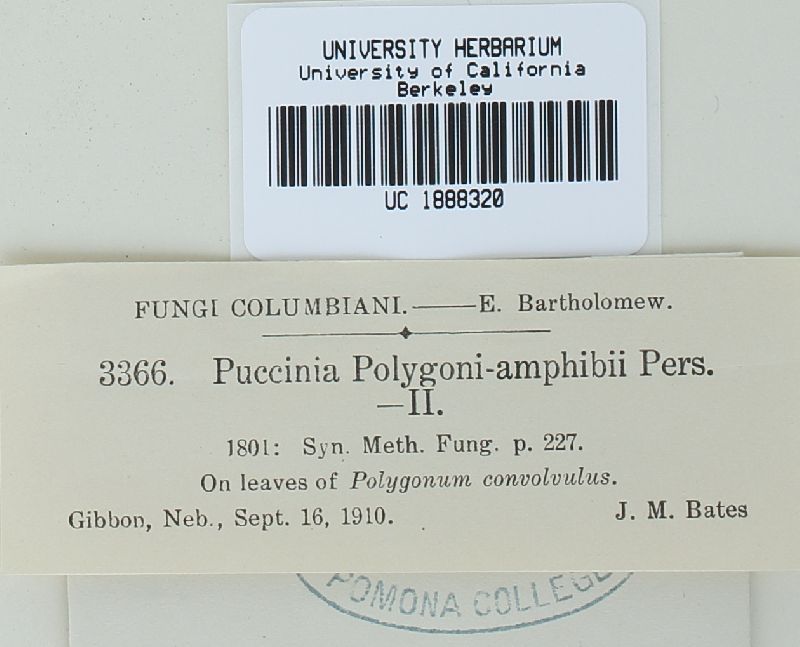 UNIVERSITY HERBARIUM
University of California
Berkeley
UC 1888320
FUNGI COLUMBIANI.——E. Bartholomew.
3366. Puccinia Polygoni-amphibii Pers.
—II.
1801: Syn. Meth. Fung. p. 227.
On leaves of Polygonum convolvulus.
Gibbon, Neb., Sept. 16, 1910. J. M. Bates
POMONA COLLEGE